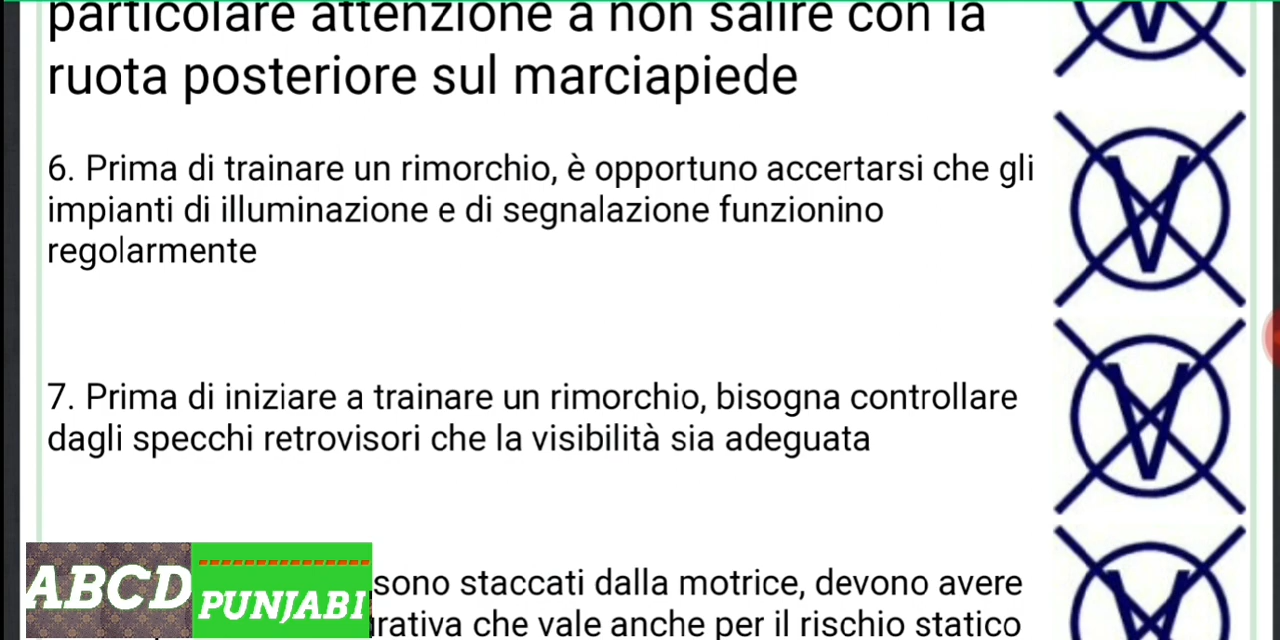 particolare attenzione a non salire con la
ruota posteriore sul marciapiede
6. Prima di trainare un rimorchio, è opportuno accertarsi che gli
V
impianti di illuminazione e di segnalazione funzionino
regolarmente
7. Prima di iniziare a trainare un rimorchio, bisogna controllare
V
dagli specchi retrovisori che la visibilità sia adeguata
ABCD PUNJABI
sono staccati dalla motrice, devono avere
V
che vale anche per il rischio statico